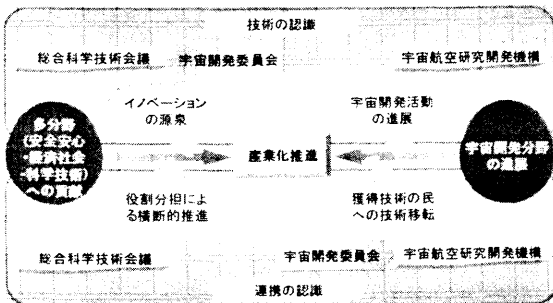 技術の認識
総合科学技術会議 宇宙開発委員会 宇宙航空研究開発機構
イノベーション
の源泉
宇宙開発活動
の進展
多分野
(安全安心
・経済社会
・科学技術)
への貢献
産業化推進
宇宙開発分野
の進展
役割分担によ
る横断的推進
獲得技術の民
への技術移転
総合科学技術会議 宇宙開発委員会 宇宙航空研究開発機構
連携の認識